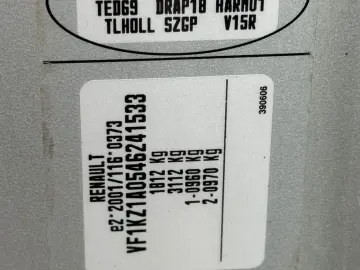 TED69 DRAP18 HARM01
TLHOLL SZGP V15R
RENAULT
e2*2001/116*0373
VF1KZ1A0546241533
1812 Kg
3112 Kg
1-0960 Kg
2-0970 Kg
390606